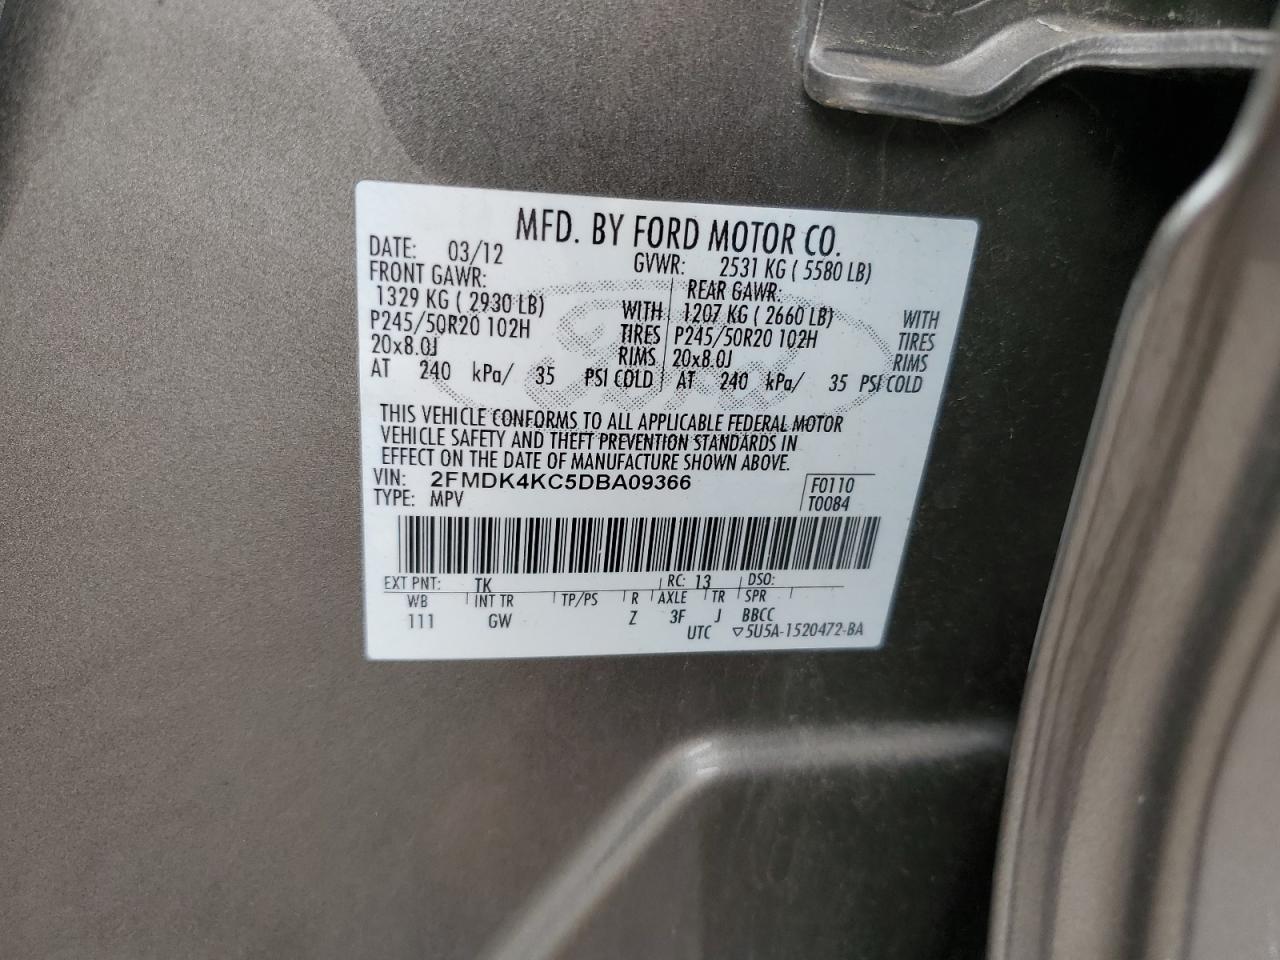 MFD. BY FORD MOTOR CO.
DATE: 03/12 GVWR: 2531 KG ( 5580 LB)
FRONT GAWR: REAR GAWR:
1329 KG ( 2930 LB) WITH 1207 KG ( 2660 LB) WITH
P245/50R20 102H TIRES P245/50R20 102H TIRES
20x8.0J RIMS 20x8.0J RIMS
AT 240 kPa/ 35 PSI COLD AT 240 kPa/ 35 PSI COLD
THIS VEHICLE CONFORMS TO ALL APPLICABLE FEDERAL MOTOR
VEHICLE SAFETY AND THEFT PREVENTION STANDARDS IN
EFFECT ON THE DATE OF MANUFACTURE SHOWN ABOVE.
VIN: 2FMDK4KC5DBA09366 F0110
TYPE: MPV T0084
EXT PNT: TK RC: 13 DSO:
WB INT TR TP/PS R AXLE TR SPR
111 GW Z 3F J BBCC
UTC ▽5U5A-1520472-BA